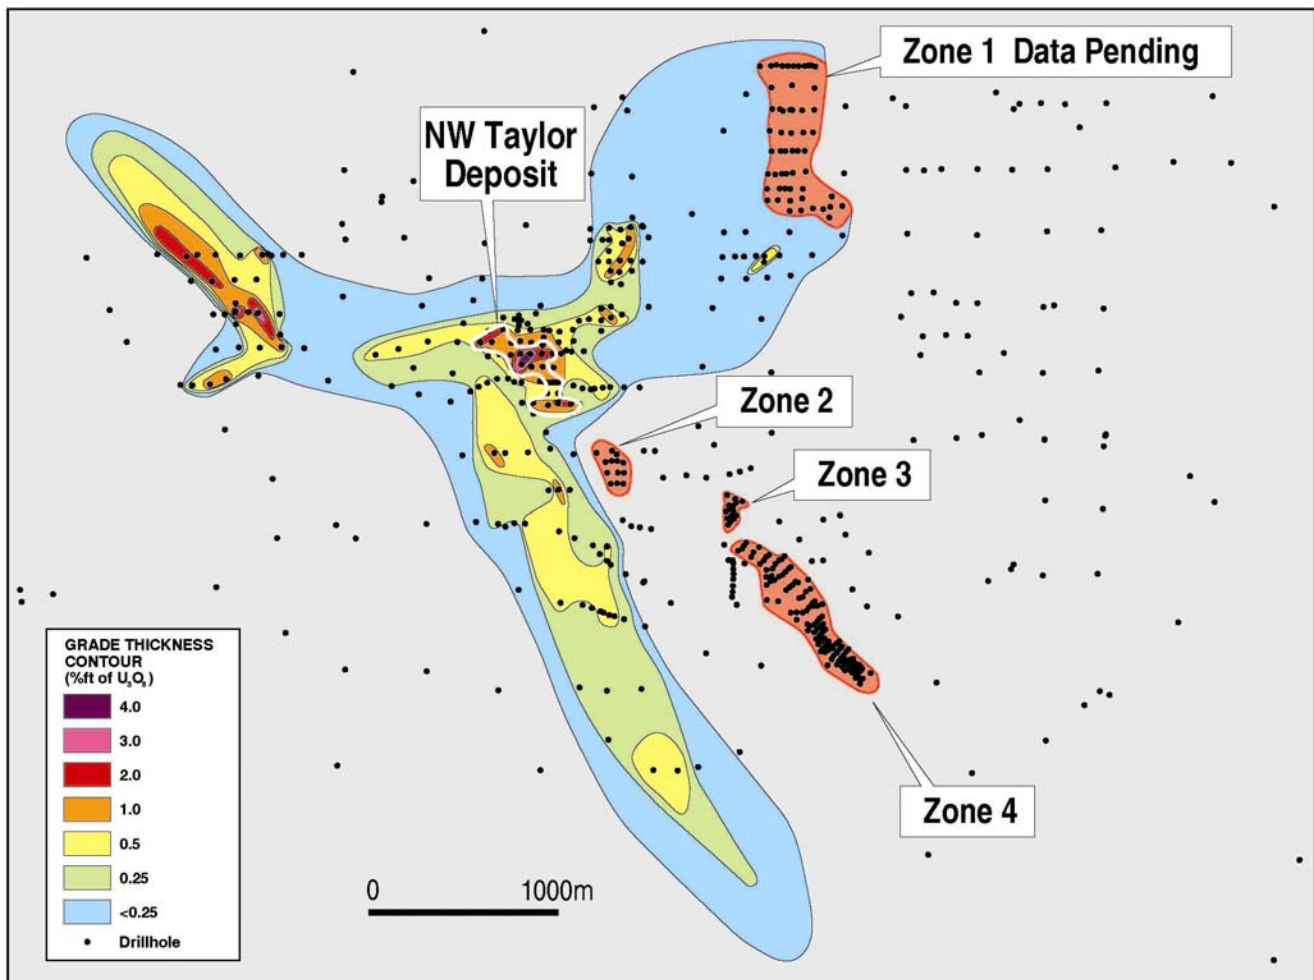 Zone 1 Data Pending
NW Taylor
Deposit
Zone 2
Zone 3
Zone 4
GRADE THICKNESS
CONTOUR
(%ft of U₃O₈)
4.0
3.0
2.0
1.0
0.5
0.25
<0.25
Drillhole
0 1000m